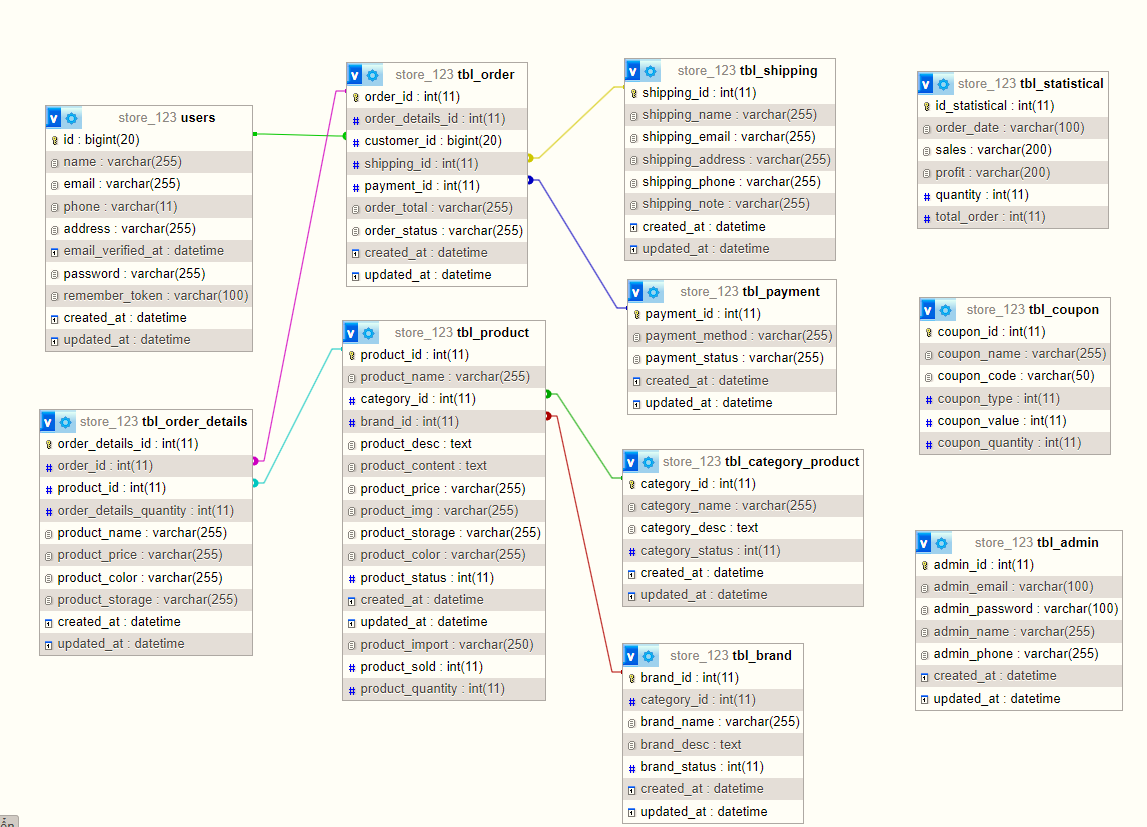 store_123 users
id : bigint(20)
name : varchar(255)
email : varchar(255)
phone : varchar(11)
address : varchar(255)
email_verified_at : datetime
password : varchar(255)
remember_token : varchar(100)
created_at : datetime
updated_at : datetime
store_123 tbl_order_details
order_details_id : int(11)
order_id : int(11)
product_id : int(11)
order_details_quantity : int(11)
product_name : varchar(255)
product_price : varchar(255)
product_color : varchar(255)
product_storage : varchar(255)
created_at : datetime
updated_at : datetime
store_123 tbl_order
order_id : int(11)
order_details_id : int(11)
customer_id : bigint(20)
shipping_id : int(11)
payment_id : int(11)
order_total : varchar(255)
order_status : varchar(255)
created_at : datetime
updated_at : datetime
store_123 tbl_product
product_id : int(11)
product_name : varchar(255)
category_id : int(11)
brand_id : int(11)
product_desc : text
product_content : text
product_price : varchar(255)
product_img : varchar(255)
product_storage : varchar(255)
product_color : varchar(255)
product_status : int(11)
created_at : datetime
updated_at : datetime
product_import : varchar(250)
product_sold : int(11)
product_quantity : int(11)
store_123 tbl_shipping
shipping_id : int(11)
shipping_name : varchar(255)
shipping_email : varchar(255)
shipping_address : varchar(255)
shipping_phone : varchar(255)
shipping_note : varchar(255)
created_at : datetime
updated_at : datetime
store_123 tbl_payment
payment_id : int(11)
payment_method : varchar(255)
payment_status : varchar(255)
created_at : datetime
updated_at : datetime
store_123 tbl_category_product
category_id : int(11)
category_name : varchar(255)
category_desc : text
category_status : int(11)
created_at : datetime
updated_at : datetime
store_123 tbl_brand
brand_id : int(11)
category_id : int(11)
brand_name : varchar(255)
brand_desc : text
brand_status : int(11)
created_at : datetime
updated_at : datetime
store_123 tbl_statistical
id_statistical : int(11)
order_date : varchar(100)
sales : varchar(200)
profit : varchar(200)
quantity : int(11)
total_order : int(11)
store_123 tbl_coupon
coupon_id : int(11)
coupon_name : varchar(255)
coupon_code : varchar(50)
coupon_type : int(11)
coupon_value : int(11)
coupon_quantity : int(11)
store_123 tbl_admin
admin_id : int(11)
admin_email : varchar(100)
admin_password : varchar(100)
admin_name : varchar(255)
admin_phone : varchar(255)
created_at : datetime
updated_at : datetime